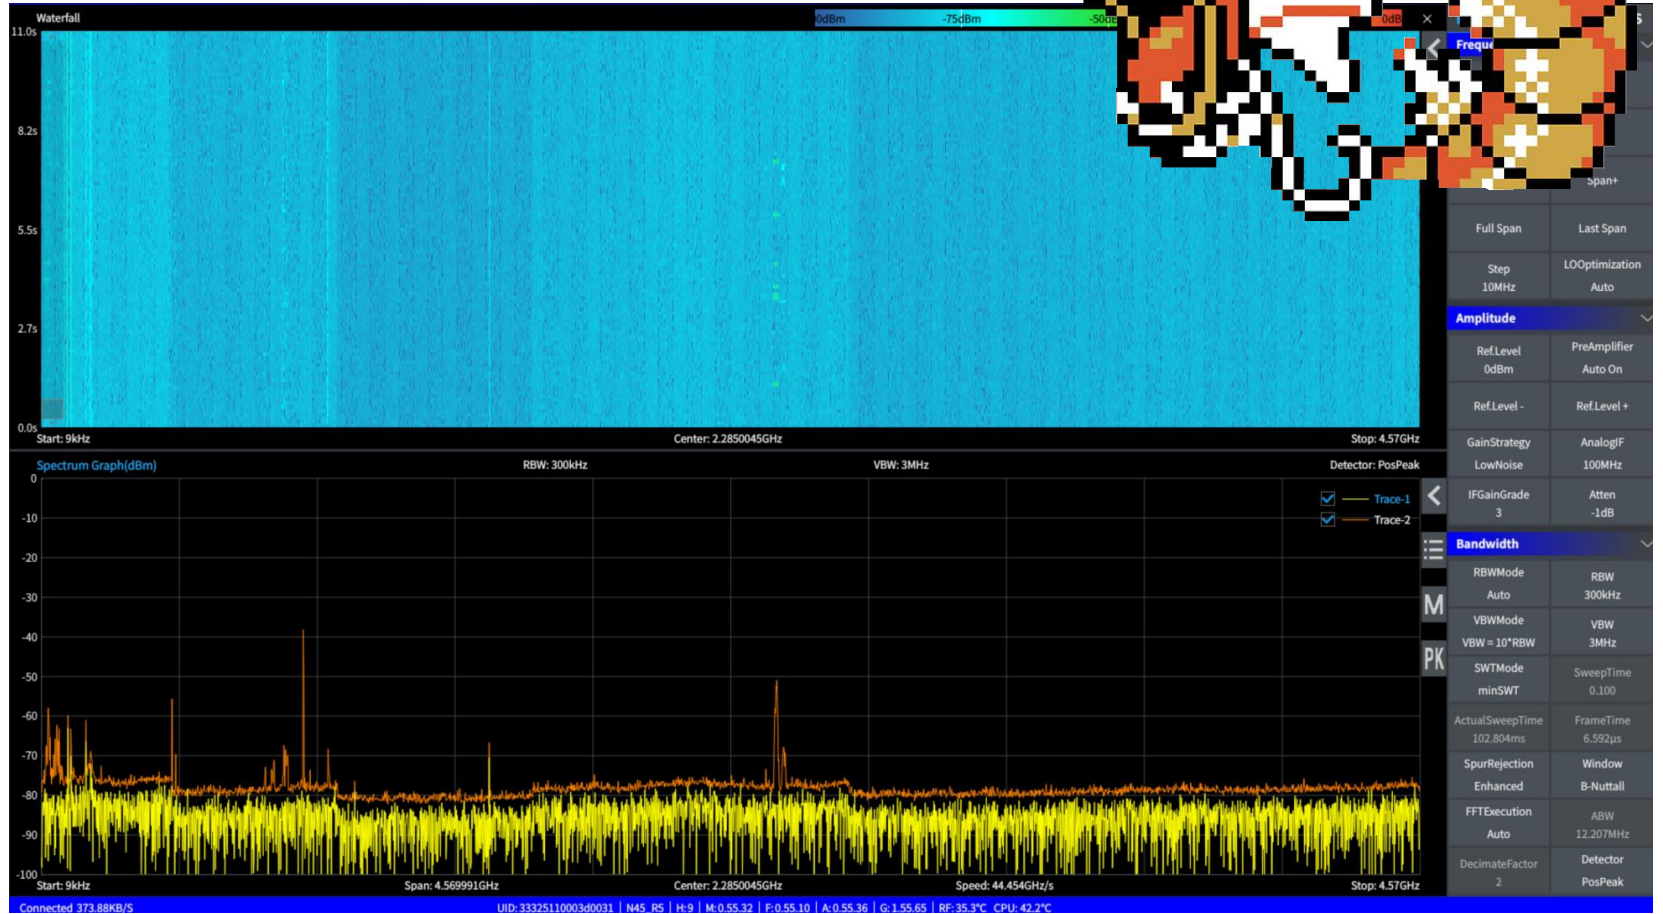 Waterfall
0dBm
-75dBm
-50dB
0dB
11.0s
8.2s
5.5s
2.7s
0.0s
Start: 9kHz
Center: 2.2850045GHz
Stop: 4.57GHz
Spectrum Graph(dBm)
RBW: 300kHz
VBW: 3MHz
Detector: PosPeak
0
-10
-20
-30
-40
-50
-60
-70
-80
-90
-100
Trace-1
Trace-2
Start: 9kHz
Span: 4.569991GHz
Center: 2.2850045GHz
Speed: 44.454GHz/s
Stop: 4.57GHz
M
PK
S
Freque
Span+
Full Span
Last Span
Step
10MHz
LOOptimization
Auto
Amplitude
Ref.Level
0dBm
PreAmplifier
Auto On
Ref.Level -
Ref.Level +
GainStrategy
LowNoise
AnalogIF
100MHz
IFGainGrade
3
Atten
-1dB
Bandwidth
RBWMode
Auto
RBW
300kHz
VBWMode
VBW = 10*RBW
VBW
3MHz
SWTMode
minSWT
SweepTime
0.100
ActualSweepTime
102.804ms
FrameTime
6.592μs
SpurRejection
Enhanced
Window
B-Nuttall
FFTExecution
Auto
ABW
12.207MHz
DecimateFactor
2
Detector
PosPeak
Connected 373.88KB/S
UID: 33325110003d0031 | N45_R5 | H:9 | M:0.55.32 | F:0.55.10 | A:0.55.36 | G:1.55.65 | RF:35.3°C CPU: 42.2°C